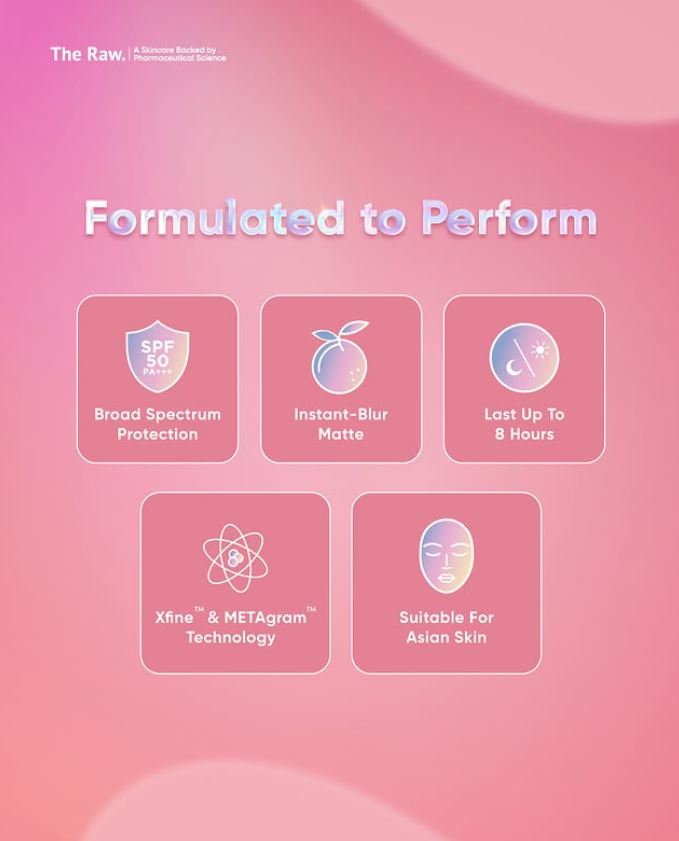 The Raw.
A Skincare Backed by
Pharmaceutical Science
Formulated to Perform
SPF
50
PA+++
Broad Spectrum
Protection
Instant-Blur
Matte
Last Up To
8 Hours
Xfine™ & METAgram™
Technology
Suitable For
Asian Skin